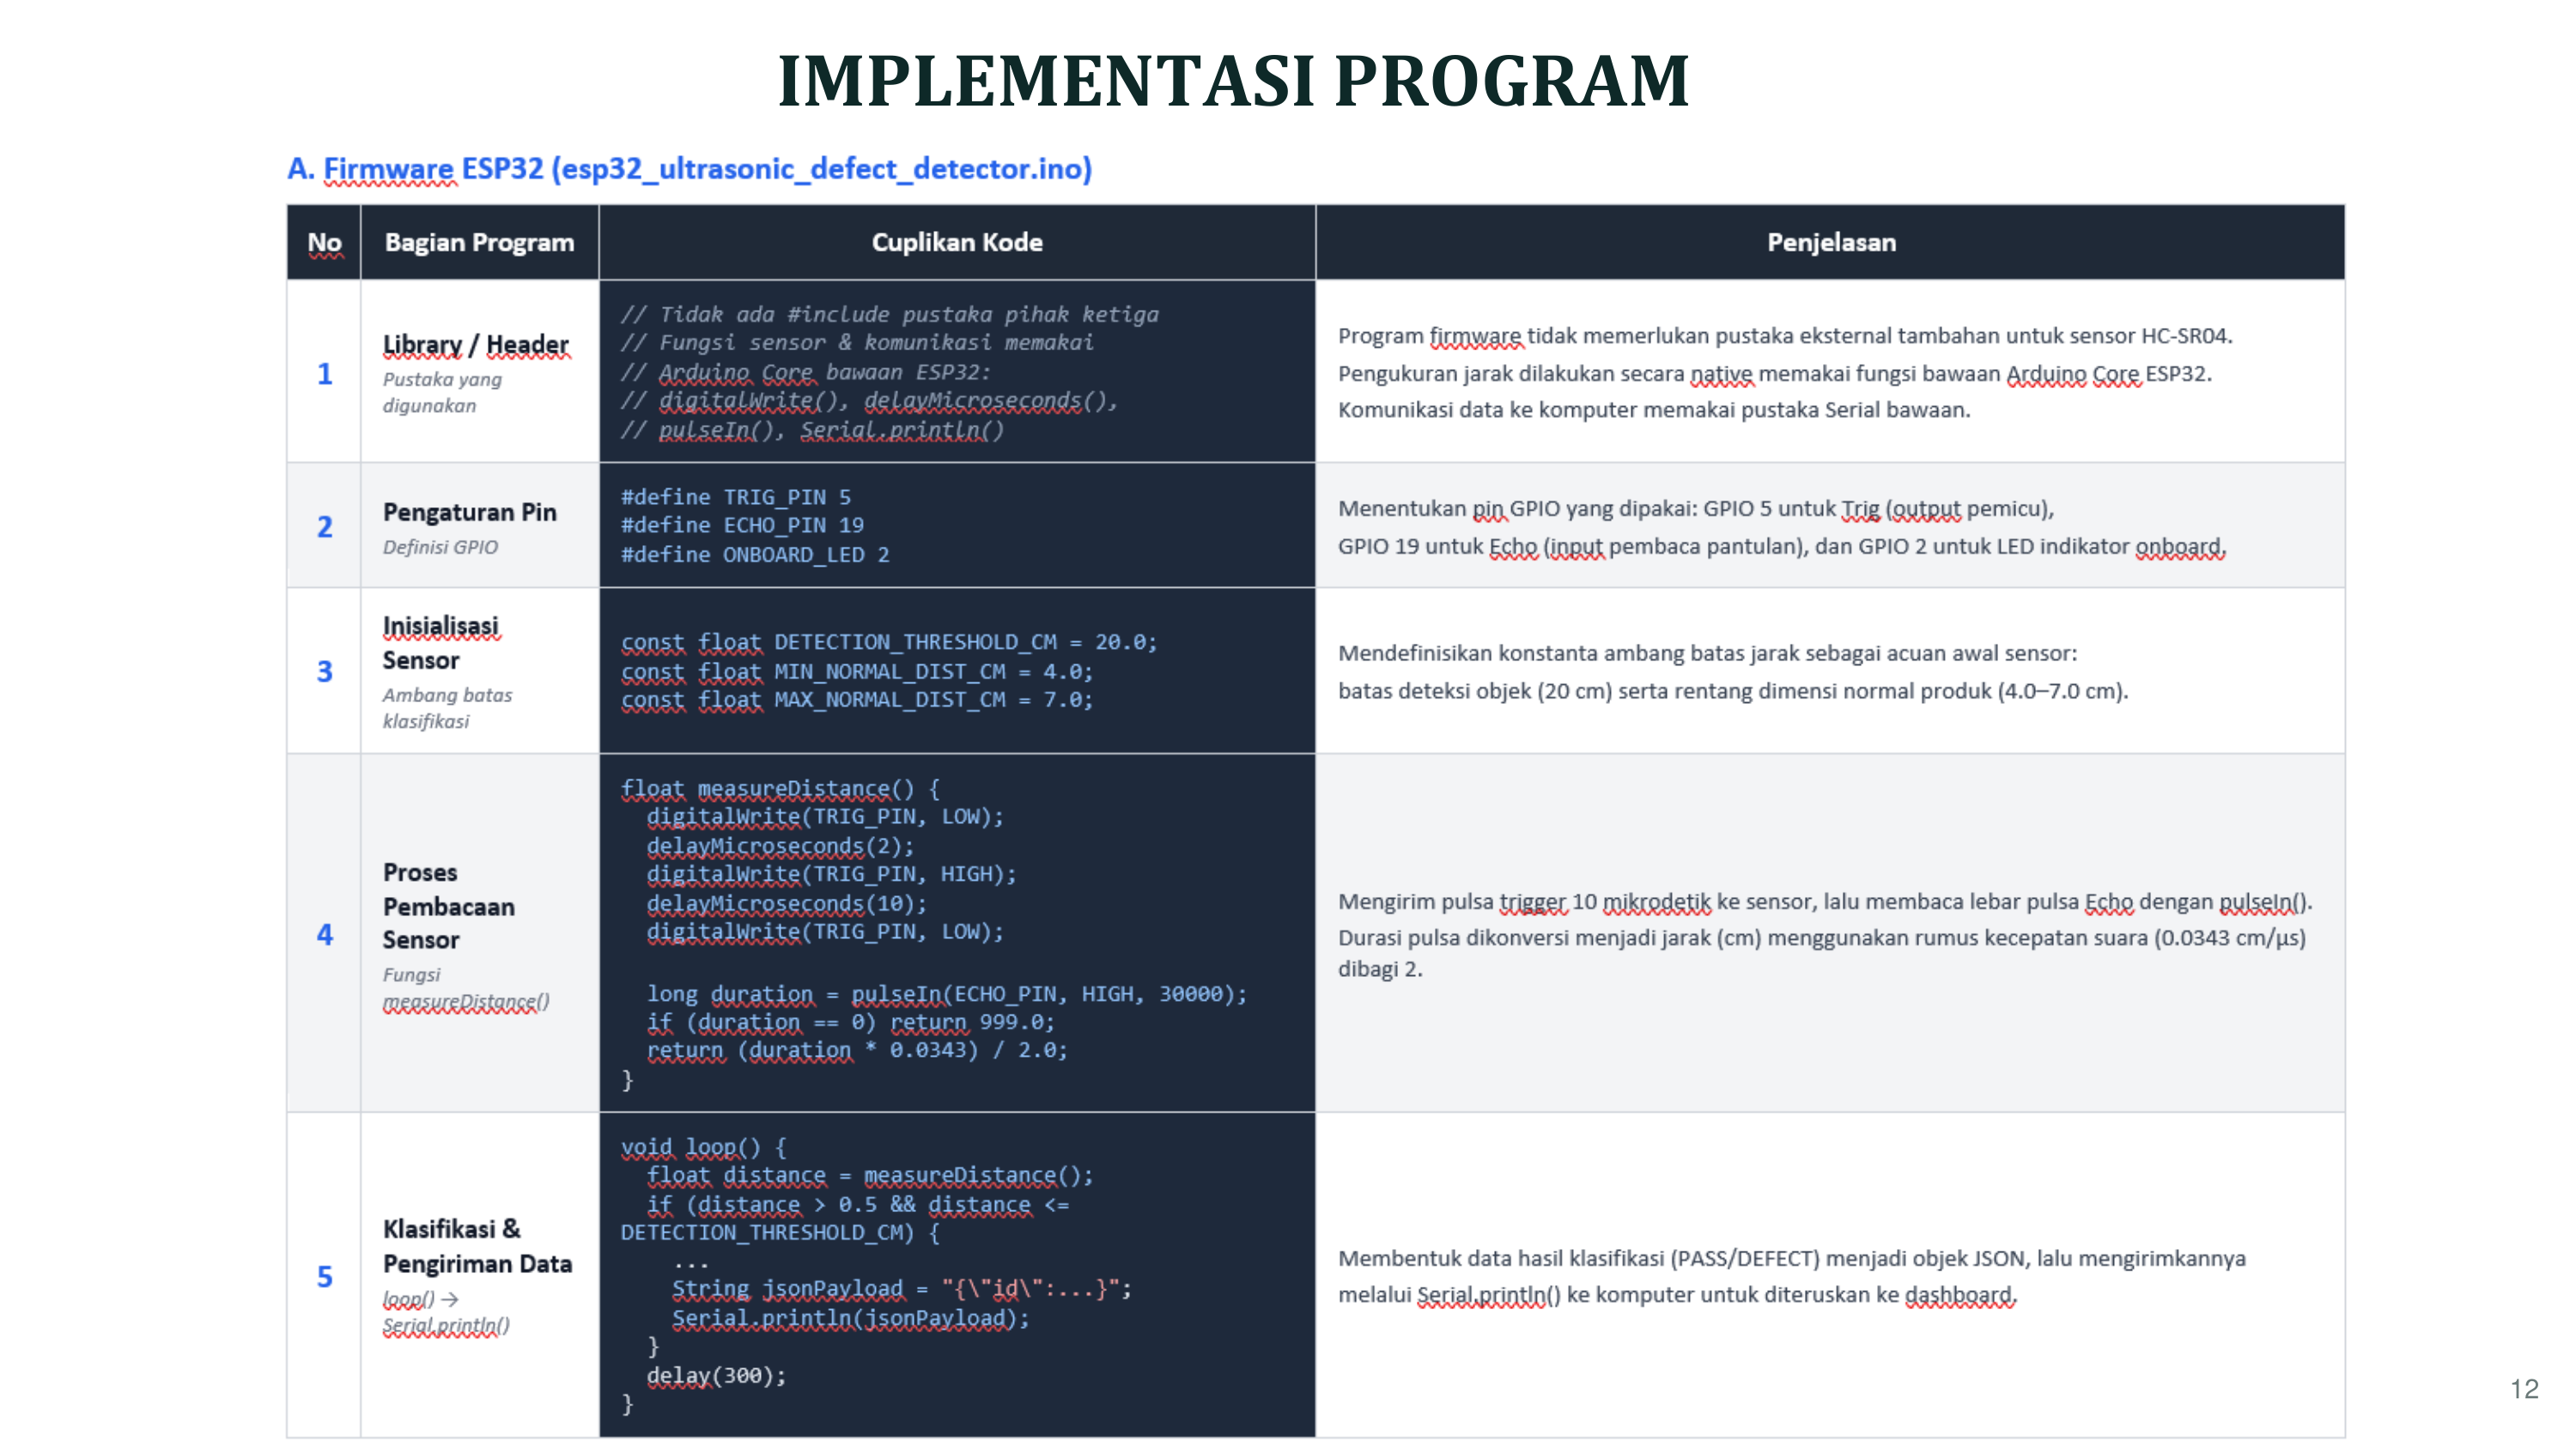 IMPLEMENTASI PROGRAM
A. Firmware ESP32 (esp32_ultrasonic_defect_detector.ino)
No Bagian Program Cuplikan Kode Penjelasan
1
Library / Header
Pustaka yang
digunakan
// Tidak ada #include pustaka pihak ketiga
// Fungsi sensor & komunikasi memakai
// Arduino Core bawaan ESP32:
// digitalWrite(), delayMicroseconds(),
// pulseIn(), Serial.println()
Program firmware tidak memerlukan pustaka eksternal tambahan untuk sensor HC-SR04.
Pengukuran jarak dilakukan secara native memakai fungsi bawaan Arduino Core ESP32.
Komunikasi data ke komputer memakai pustaka Serial bawaan.
2
Pengaturan Pin
Definisi GPIO
#define TRIG_PIN 5
#define ECHO_PIN 19
#define ONBOARD_LED 2
Menentukan pin GPIO yang dipakai: GPIO 5 untuk Trig (output pemicu),
GPIO 19 untuk Echo (input pembaca pantulan), dan GPIO 2 untuk LED indikator onboard.
3
Inisialisasi
Sensor
Ambang batas
klasifikasi
const float DETECTION_THRESHOLD_CM = 20.0;
const float MIN_NORMAL_DIST_CM = 4.0;
const float MAX_NORMAL_DIST_CM = 7.0;
Mendefinisikan konstanta ambang batas jarak sebagai acuan awal sensor:
batas deteksi objek (20 cm) serta rentang dimensi normal produk (4.0–7.0 cm).
4
Proses
Pembacaan
Sensor
Fungsi
measureDistance()
float measureDistance() {
digitalWrite(TRIG_PIN, LOW);
delayMicroseconds(2);
digitalWrite(TRIG_PIN, HIGH);
delayMicroseconds(10);
digitalWrite(TRIG_PIN, LOW);
long duration = pulseIn(ECHO_PIN, HIGH, 30000);
if (duration == 0) return 999.0;
return (duration * 0.0343) / 2.0;
}
Mengirim pulsa trigger 10 mikrodetik ke sensor, lalu membaca lebar pulsa Echo dengan pulseIn().
Durasi pulsa dikonversi menjadi jarak (cm) menggunakan rumus kecepatan suara (0.0343 cm/µs)
dibagi 2.
5
Klasifikasi &
Pengiriman Data
loop() →
Serial.println()
void loop() {
float distance = measureDistance();
if (distance > 0.5 && distance <=
DETECTION_THRESHOLD_CM) {
...
String jsonPayload = "{\"id\":...}";
Serial.println(jsonPayload);
}
delay(300);
}
Membentuk data hasil klasifikasi (PASS/DEFECT) menjadi objek JSON, lalu mengirimkannya
melalui Serial.println() ke komputer untuk diteruskan ke dashboard.
12